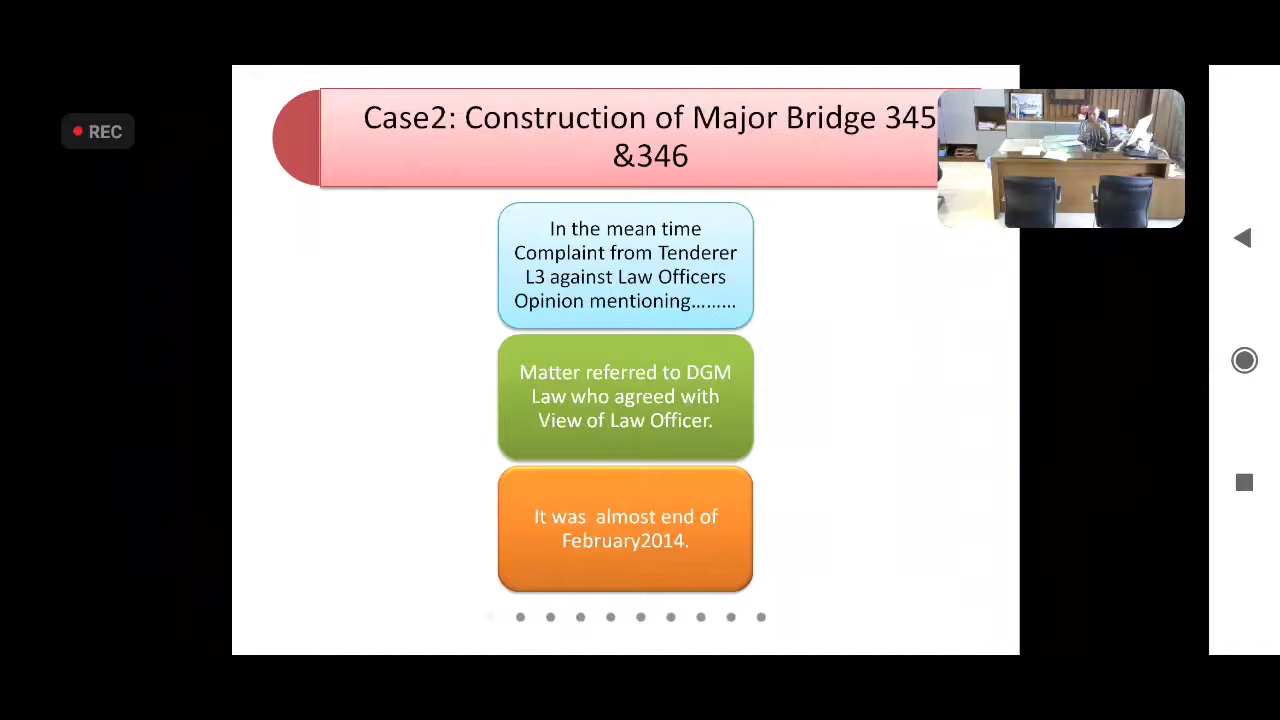 REC
Case2: Construction of Major Bridge 345
&346
In the mean time
Complaint from Tenderer
L3 against Law Officers
Opinion mentioning.........
Matter referred to DGM
Law who agreed with
View of Law Officer.
It was  almost end of
February2014.